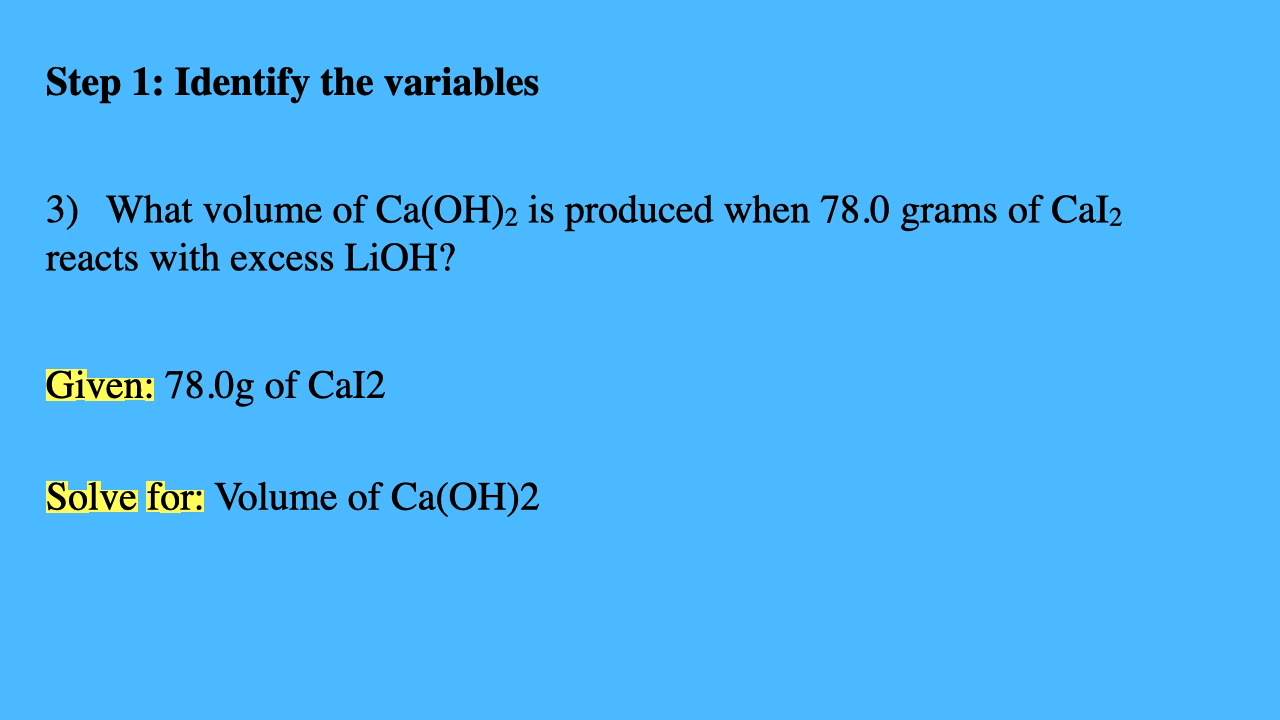 Step 1: Identify the variables
3) What volume of Ca(OH)₂ is produced when 78.0 grams of CaI₂
reacts with excess LiOH?
Given: 78.0g of CaI2
Solve for: Volume of Ca(OH)2